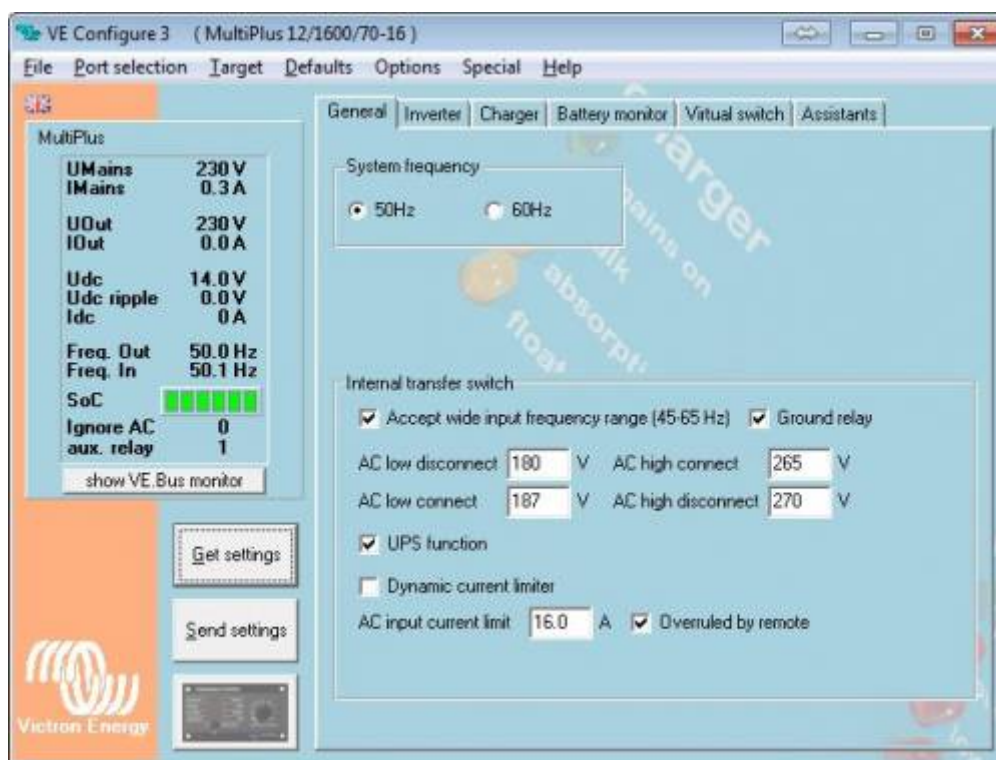 VE Configure 3 ( MultiPlus 12/1600/70-16 )
File Port selection Target Defaults Options Special Help
General Inverter Charger Battery monitor Virtual switch Assistants
MultiPlus
UMains 230 V
IMains 0.3 A
UOut 230 V
IOut 0.0 A
Udc 14.0 V
Udc ripple 0.0 V
Idc 0 A
Freq. Out 50.0 Hz
Freq. In 50.1 Hz
SoC
Ignore AC 0
aux. relay 1
show VE.Bus monitor
Get settings
Send settings
Victron Energy
System frequency
50Hz 60Hz
charger
mains on
absorpti
float
Internal transfer switch
Accept wide input frequency range (45-65 Hz) Ground relay
AC low disconnect 180 V AC high connect 265 V
AC low connect 187 V AC high disconnect 270 V
UPS function
Dynamic current limiter
AC input current limit 16.0 A Overruled by remote